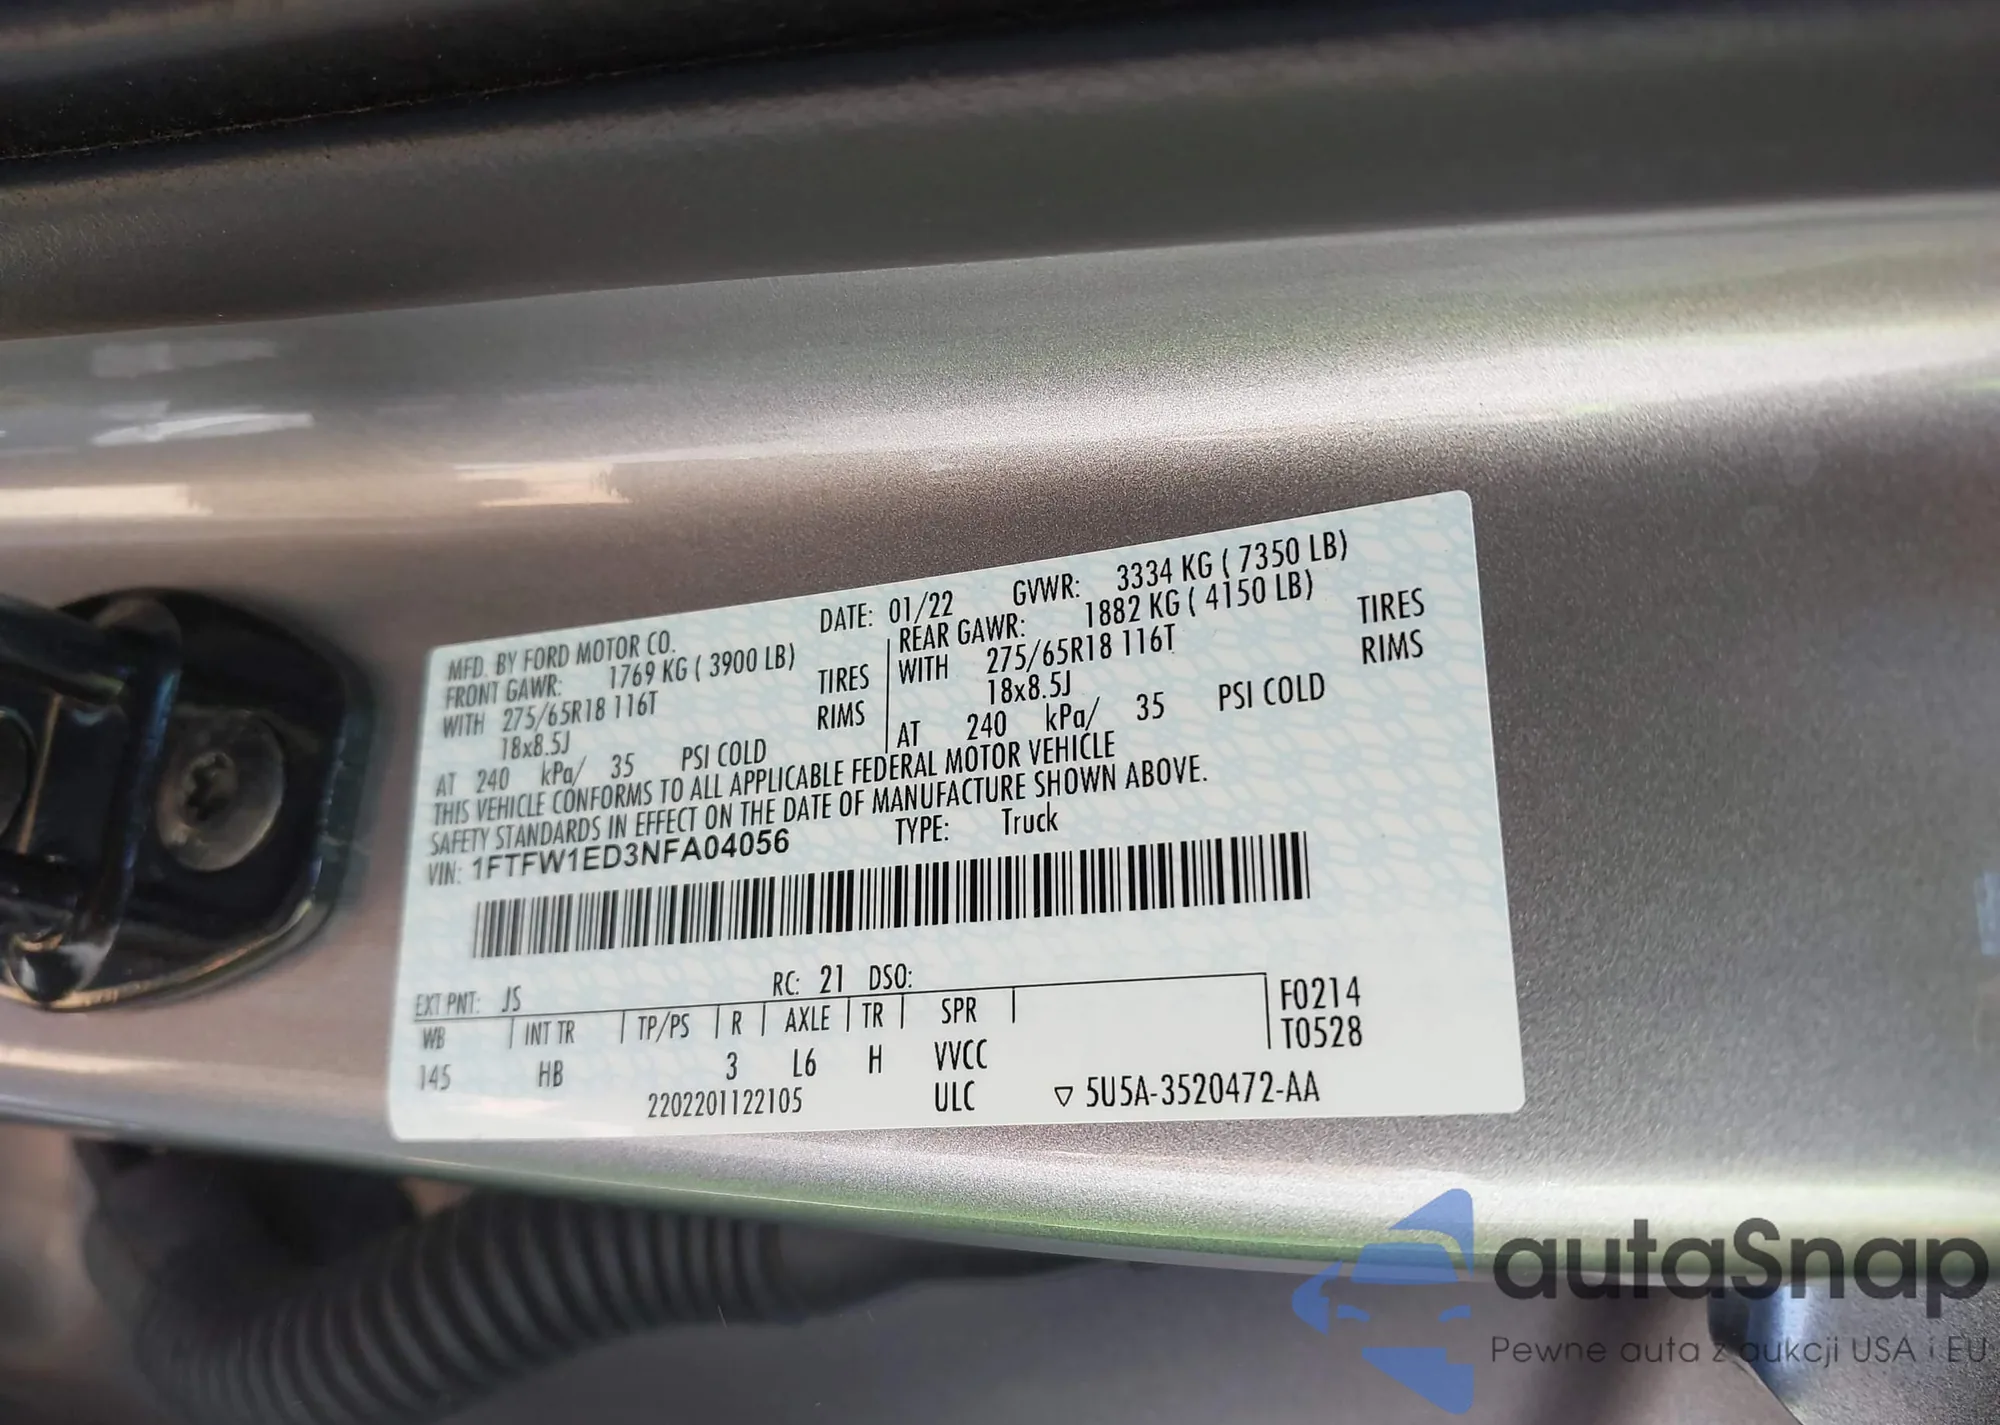 MFD. BY FORD MOTOR CO. DATE: 01/22 GVWR: 3334 KG ( 7350 LB)
FRONT GAWR: 1769 KG ( 3900 LB) REAR GAWR: 1882 KG ( 4150 LB)
WITH 275/65R18 116T TIRES WITH 275/65R18 116T TIRES
18x8.5J RIMS 18x8.5J RIMS
AT 240 kPa/ 35 PSI COLD AT 240 kPa/ 35 PSI COLD
THIS VEHICLE CONFORMS TO ALL APPLICABLE FEDERAL MOTOR VEHICLE
SAFETY STANDARDS IN EFFECT ON THE DATE OF MANUFACTURE SHOWN ABOVE.
VIN: 1FTFW1ED3NFA04056 TYPE: Truck
EXT PNT: JS RC: 21 DSO: F0214
WB INT TR TP/PS R AXLE TR SPR T0528
145 HB 3 L6 H VVCC
2202201122105 ULC ▽ 5U5A-3520472-AA
autaSnap
Pewne auta z aukcji USA i EU